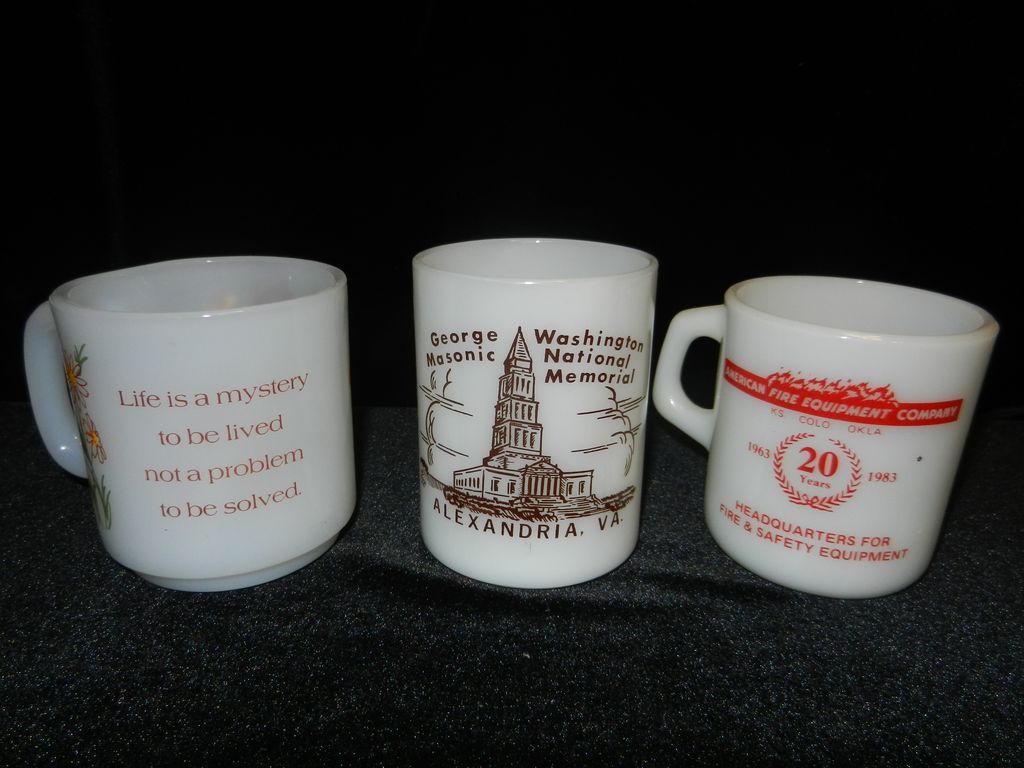 Life is a mystery
to be lived
not a problem
to be solved.
George Washington
Masonic National
Memorial
ALEXANDRIA, VA.
AMERICAN FIRE EQUIPMENT COMPANY
KS COLO OKLA
1963 20 1983
Years
HEADQUARTERS FOR
FIRE & SAFETY EQUIPMENT